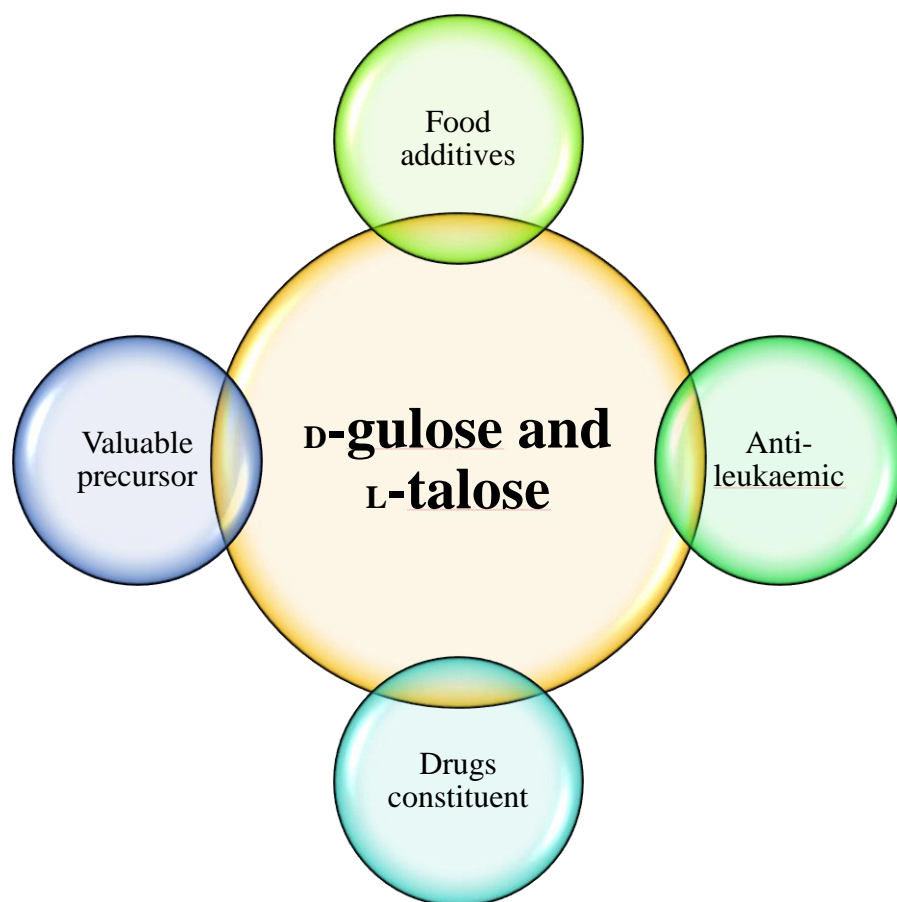 Food
additives
Valuable
precursor
D-gulose and
L-talose
Anti-
leukaemic
Drugs
constituent